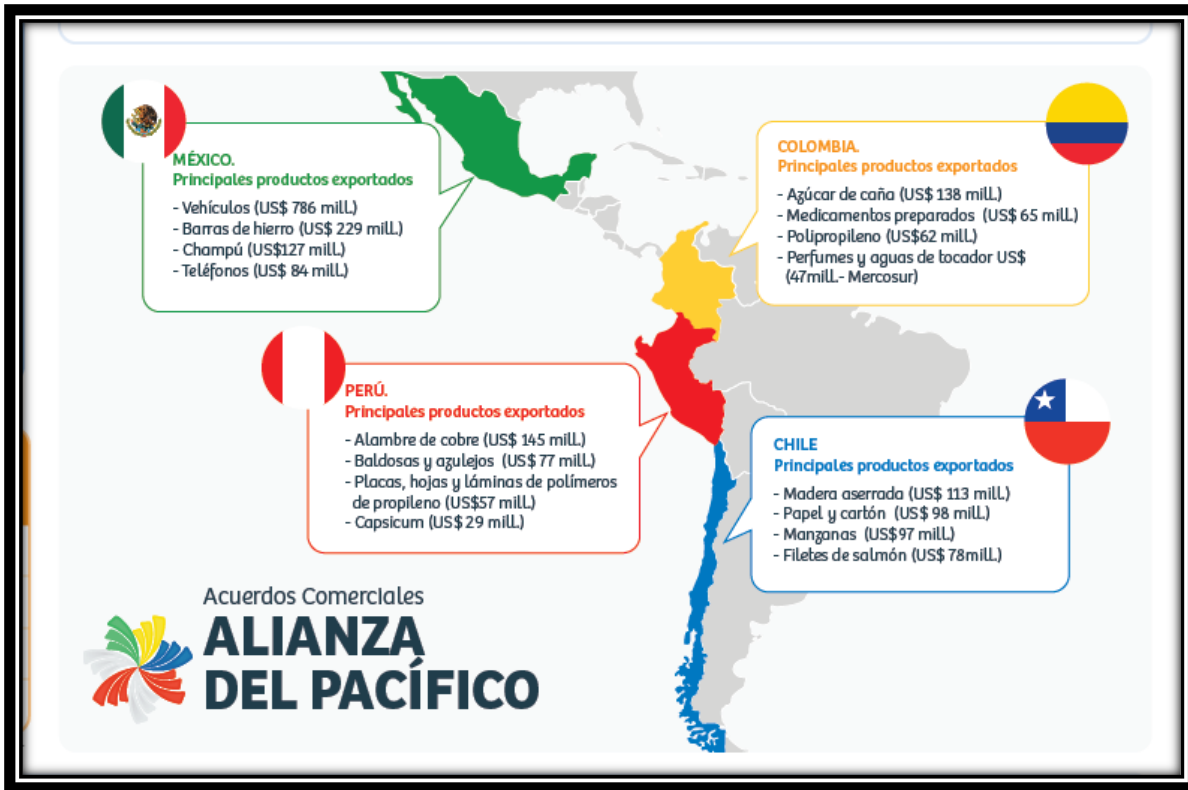 MÉXICO.
Principales productos exportados
- Vehículos (US$ 786 mill.)
- Barras de hierro (US$ 229 mill.)
- Champú (US$127 mill.)
- Teléfonos (US$ 84 mill.)
COLOMBIA.
Principales productos exportados
- Azúcar de caña (US$ 138 mill.)
- Medicamentos preparados (US$ 65 mill.)
- Polipropileno (US$62 mill.)
- Perfumes y aguas de tocador US$
(47mill.- Mercosur)
PERÚ.
Principales productos exportados
- Alambre de cobre (US$ 145 mill.)
- Baldosas y azulejos (US$ 77 mill.)
- Placas, hojas y láminas de polímeros
de propileno (US$57 mill.)
- Capsicum (US$ 29 mill.)
CHILE
Principales productos exportados
- Madera aserrada (US$ 113 mill.)
- Papel y cartón (US$ 98 mill.)
- Manzanas (US$97 mill.)
- Filetes de salmón (US$ 78mill.)
Acuerdos Comerciales
ALIANZA
DEL PACÍFICO